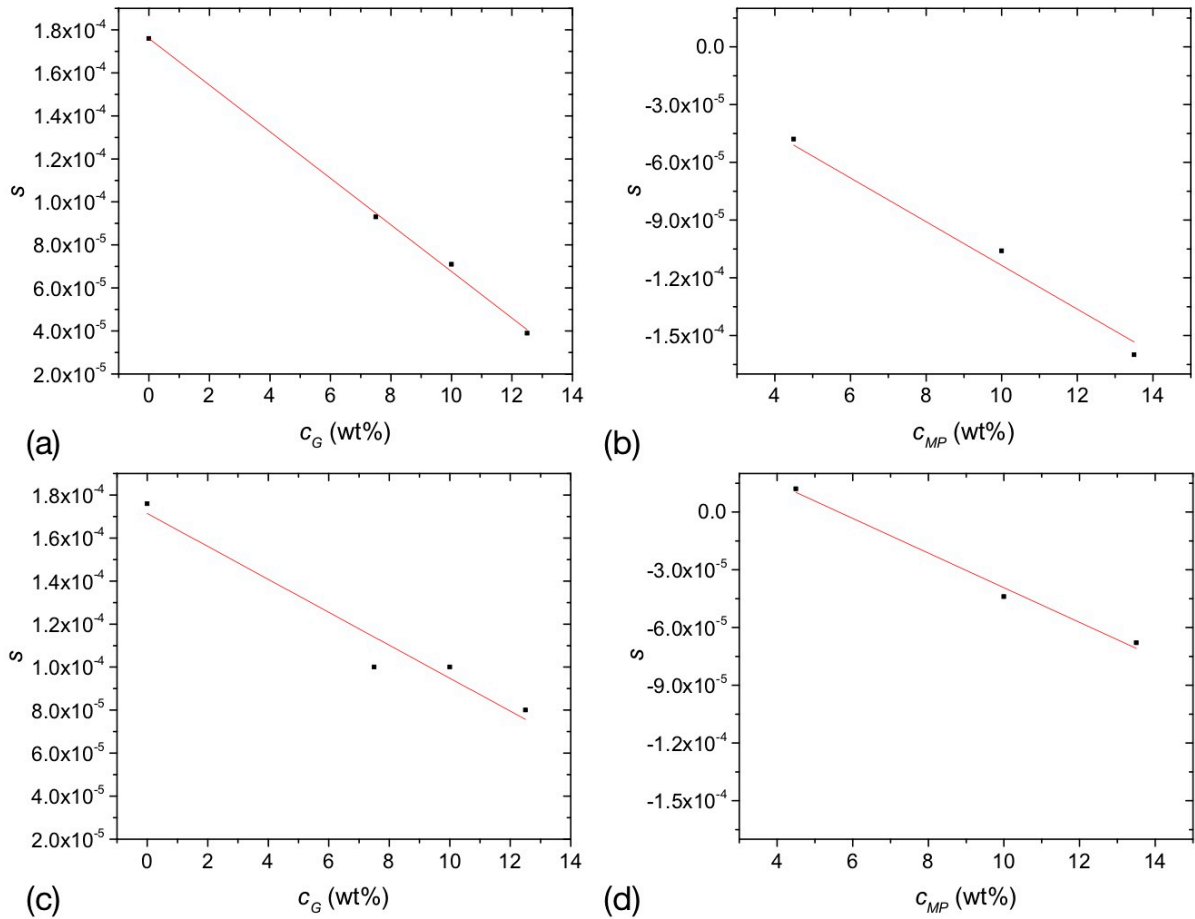 1.8x10⁻⁴
1.6x10⁻⁴
1.4x10⁻⁴
1.2x10⁻⁴
1.0x10⁻⁴
8.0x10⁻⁵
6.0x10⁻⁵
4.0x10⁻⁵
2.0x10⁻⁵
s
0 2 4 6 8 10 12 14
c_G (wt%)
(a)
0.0
-3.0x10⁻⁵
-6.0x10⁻⁵
-9.0x10⁻⁵
-1.2x10⁻⁴
-1.5x10⁻⁴
s
4 6 8 10 12 14
c_MP (wt%)
(b)
1.8x10⁻⁴
1.6x10⁻⁴
1.4x10⁻⁴
1.2x10⁻⁴
1.0x10⁻⁴
8.0x10⁻⁵
6.0x10⁻⁵
4.0x10⁻⁵
2.0x10⁻⁵
s
0 2 4 6 8 10 12 14
c_G (wt%)
(c)
0.0
-3.0x10⁻⁵
-6.0x10⁻⁵
-9.0x10⁻⁵
-1.2x10⁻⁴
-1.5x10⁻⁴
s
4 6 8 10 12 14
c_MP (wt%)
(d)